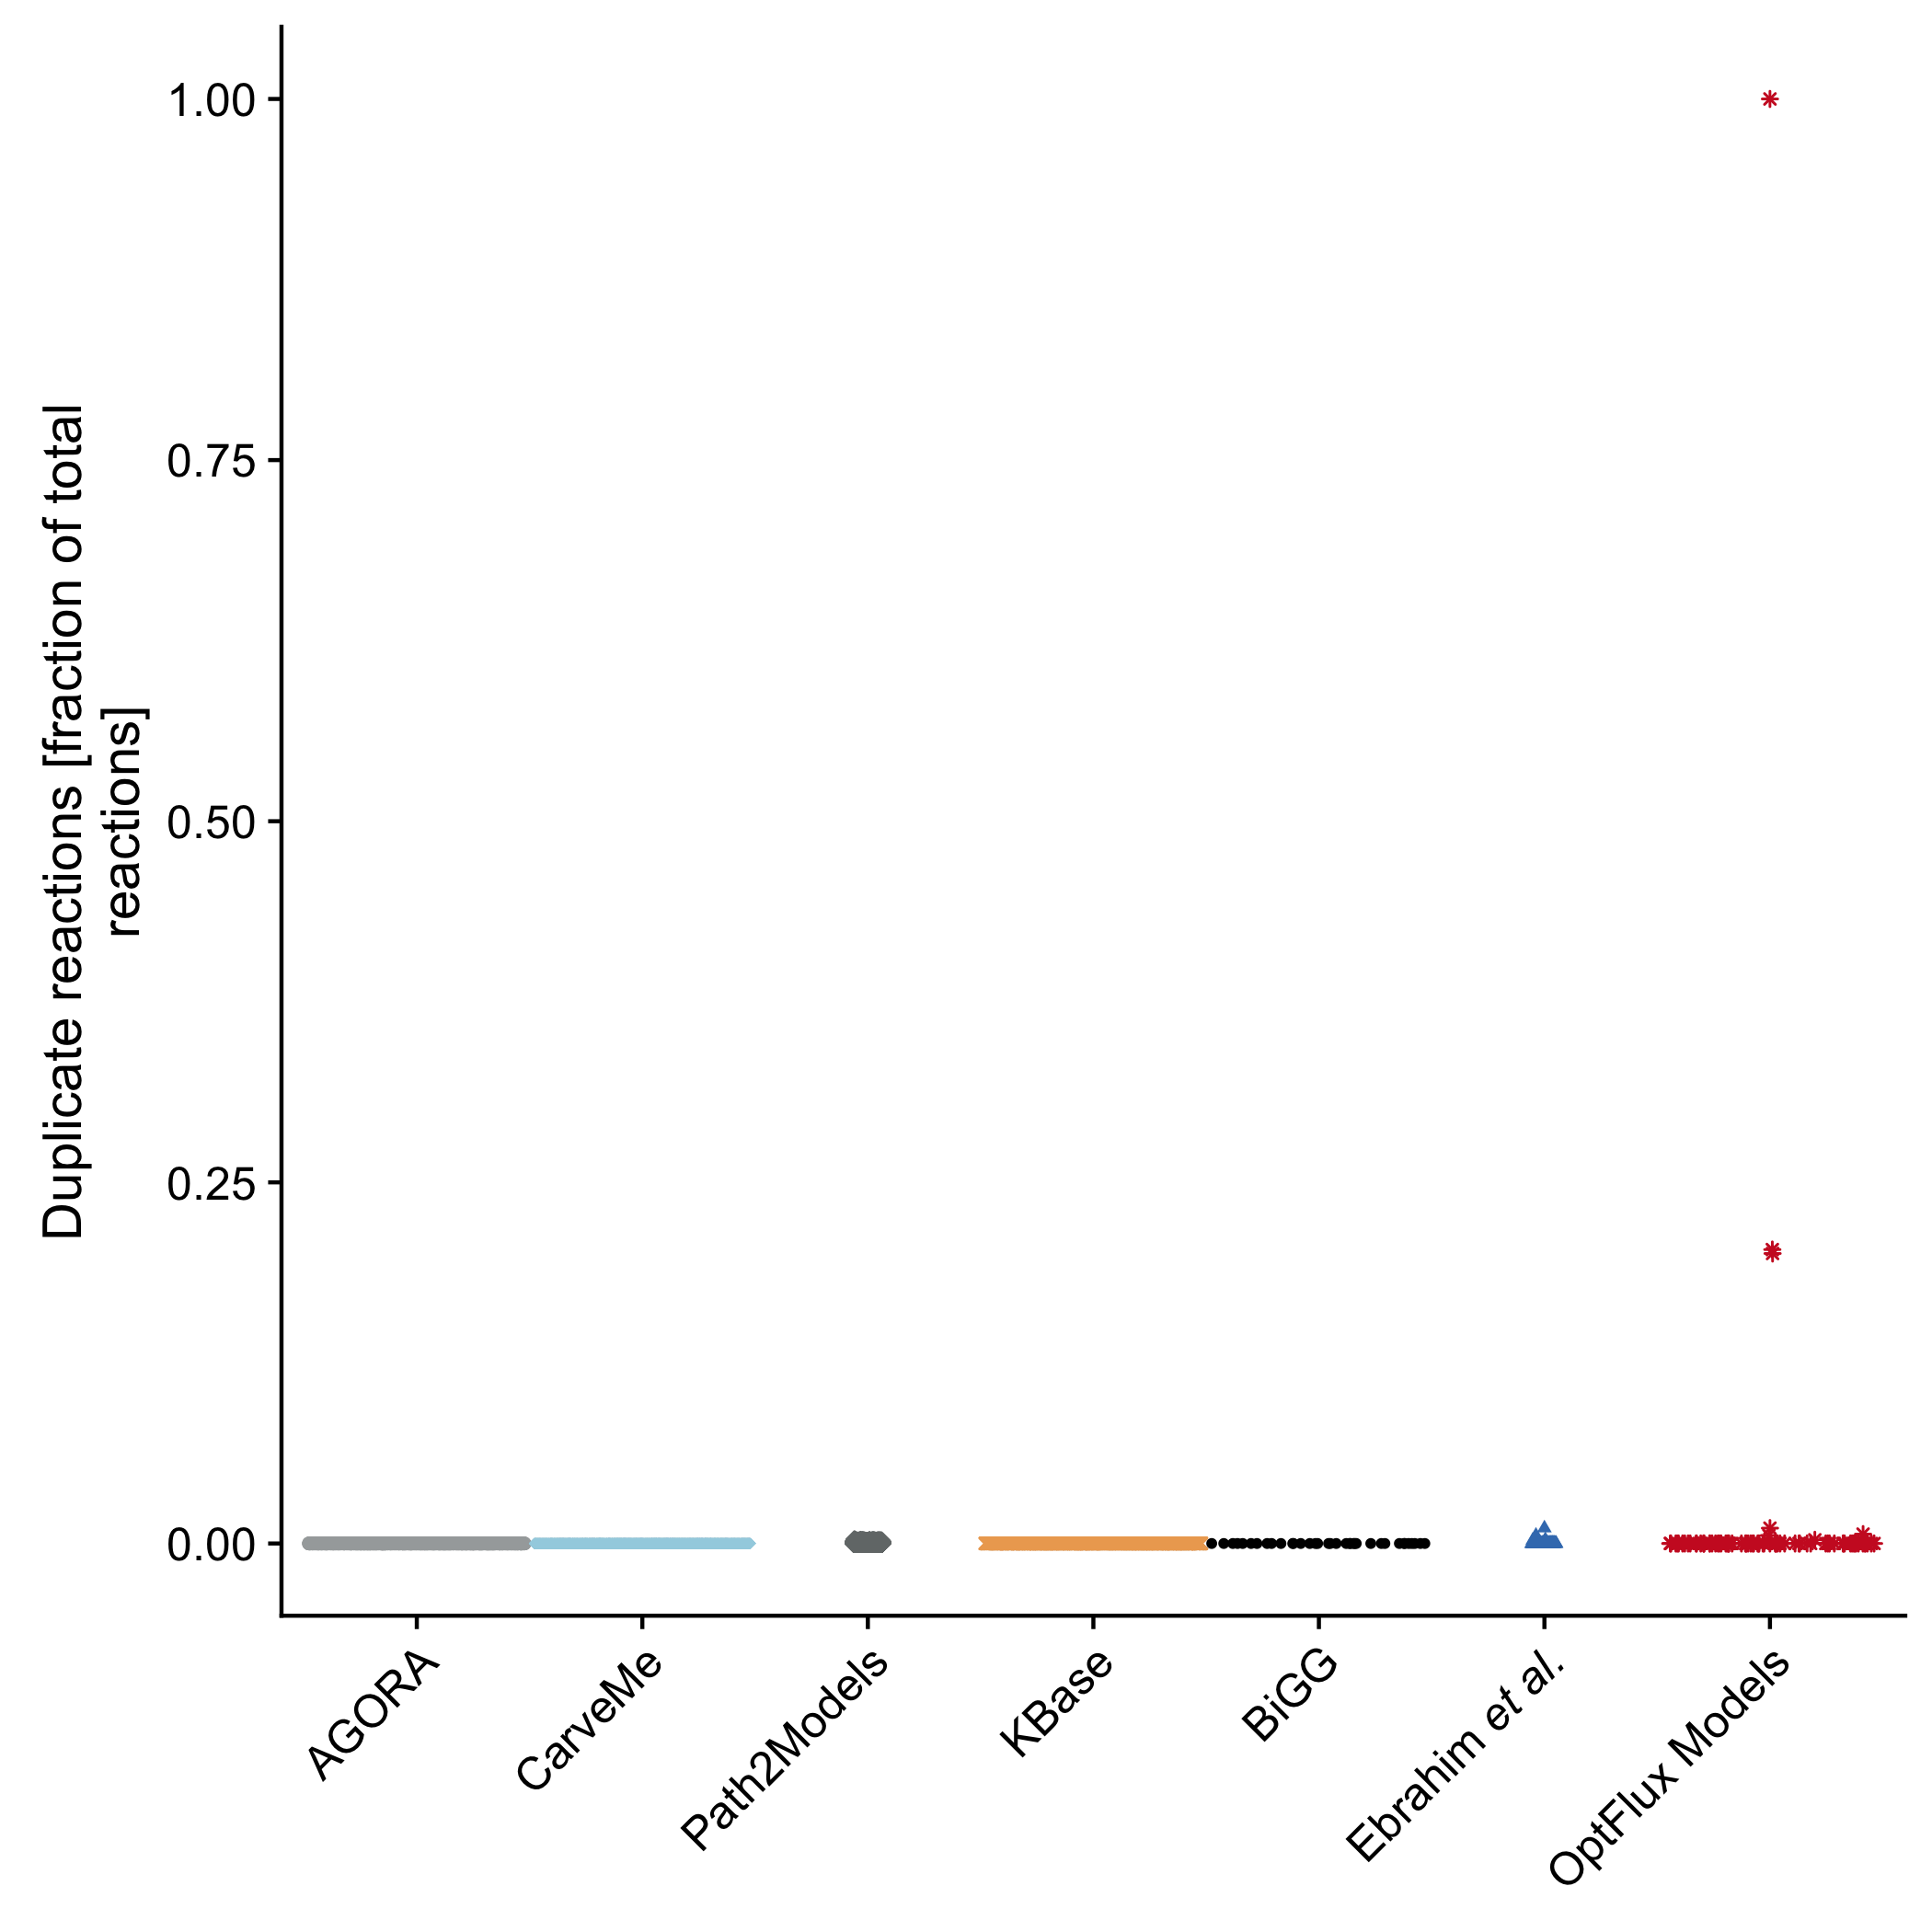 Duplicate reactions [fraction of total
reactions]
1.00
0.75
0.50
0.25
0.00
AGORA
CarveMe
Path2Models
KBase
BiGG
Ebrahim et al.
OptFlux Models